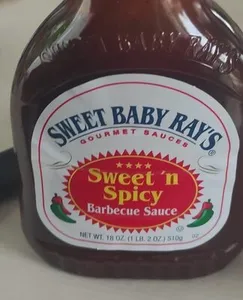 SWEET BABY RAY'S
GOURMET SAUCES
Sweet 'n
Spicy
Barbecue Sauce
NET WT. 18 OZ. (1 LB. 2 OZ.) 510g